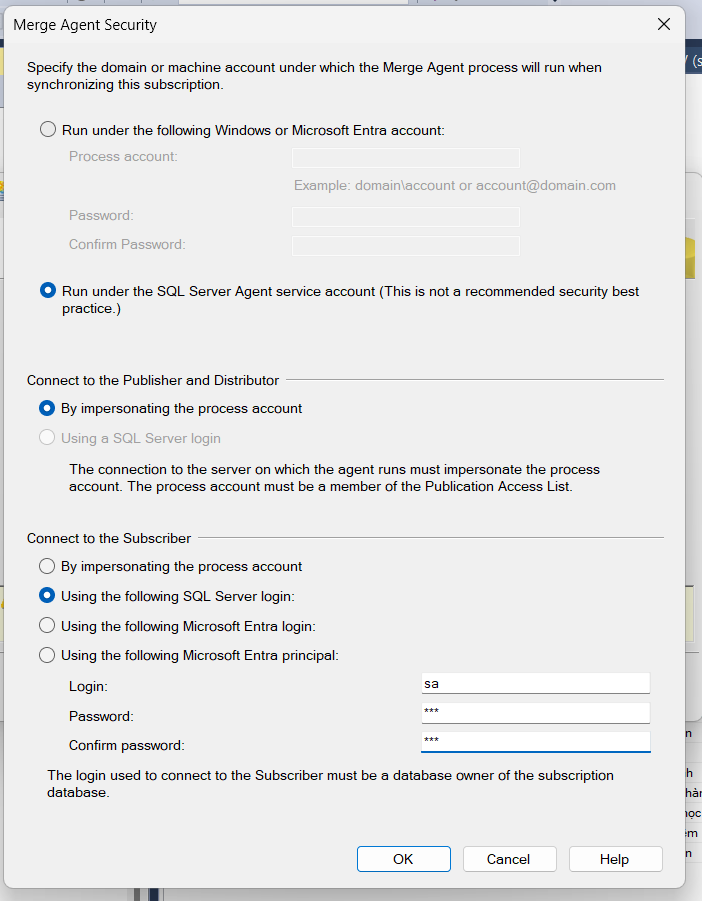 Merge Agent Security
Specify the domain or machine account under which the Merge Agent process will run when
synchronizing this subscription.
Run under the following Windows or Microsoft Entra account:
Process account:
Example: domain\account or account@domain.com
Password:
Confirm Password:
Run under the SQL Server Agent service account (This is not a recommended security best
practice.)
Connect to the Publisher and Distributor
By impersonating the process account
Using a SQL Server login
The connection to the server on which the agent runs must impersonate the process
account. The process account must be a member of the Publication Access List.
Connect to the Subscriber
By impersonating the process account
Using the following SQL Server login:
Using the following Microsoft Entra login:
Using the following Microsoft Entra principal:
Login:
sa
Password:
***
Confirm password:
***
The login used to connect to the Subscriber must be a database owner of the subscription
database.
OK
Cancel
Help